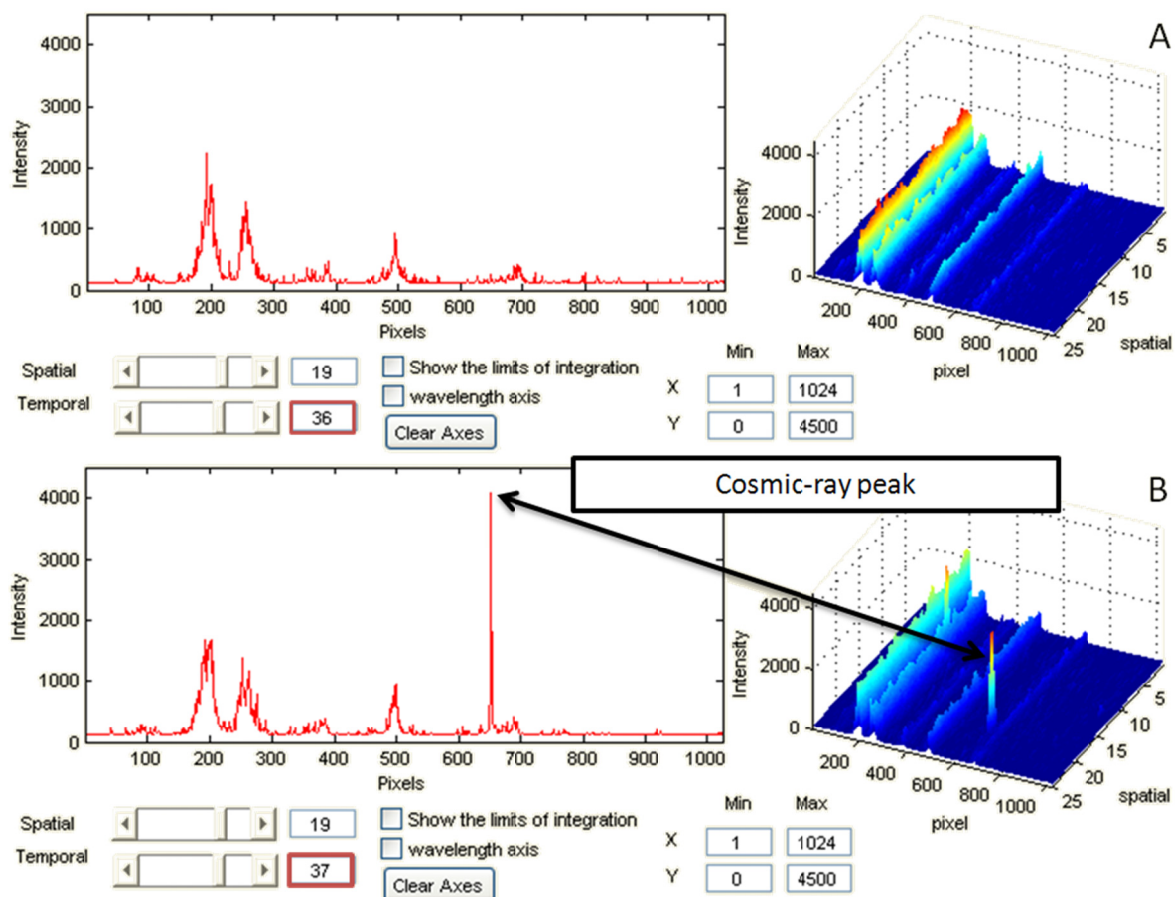 A
4000
3000
2000
1000
0
Intensity
100 200 300 400 500 600 700 800 900 1000
Pixels
4000
2000
0
Intensity
200
400
600
800
1000
pixel
5
10
15
20
25
spatial
Spatial
19
Temporal
36
Show the limits of integration
wavelength axis
Clear Axes
Min Max
X 1 1024
Y 0 4500
Cosmic-ray peak
B
4000
3000
2000
1000
0
Intensity
100 200 300 400 500 600 700 800 900 1000
Pixels
4000
2000
0
Intensity
200
400
600
800
1000
pixel
5
10
15
20
25
spatial
Spatial
19
Temporal
37
Show the limits of integration
wavelength axis
Clear Axes
Min Max
X 1 1024
Y 0 4500